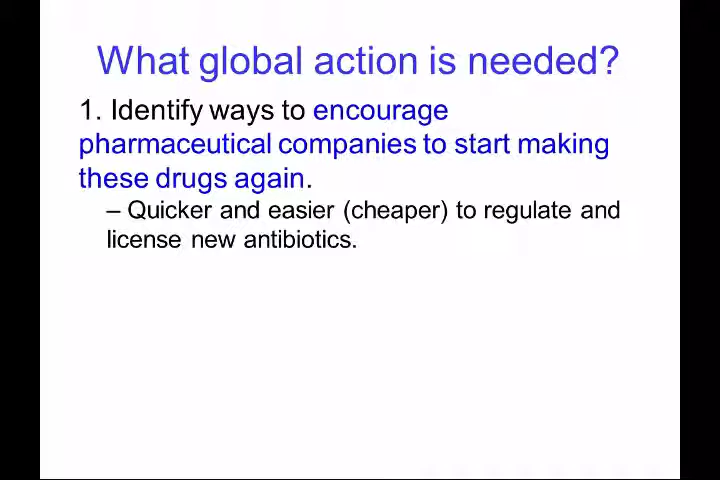 What global action is needed?
1. Identify ways to encourage
pharmaceutical companies to start making
these drugs again.
– Quicker and easier (cheaper) to regulate and
license new antibiotics.